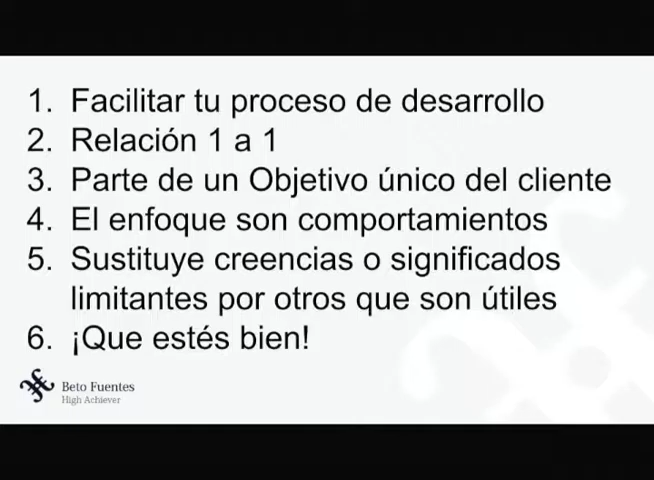 1. Facilitar tu proceso de desarrollo
2. Relación 1 a 1
3. Parte de un Objetivo único del cliente
4. El enfoque son comportamientos
5. Sustituye creencias o significados
limitantes por otros que son útiles
6. ¡Que estés bien!
Beto Fuentes
High Achiever